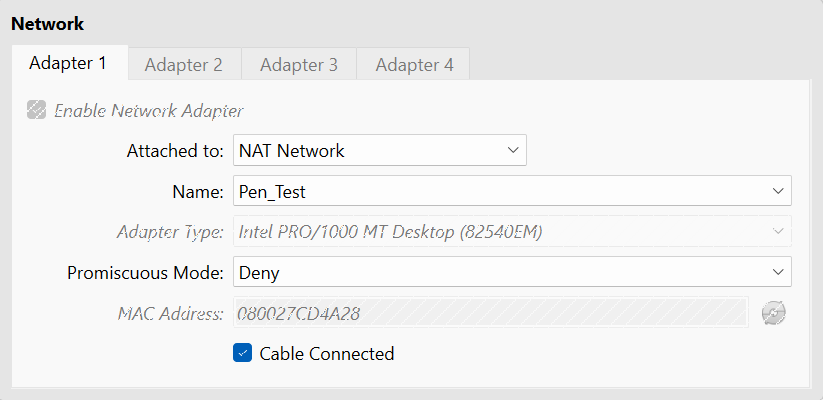 Network
Adapter 1 Adapter 2 Adapter 3 Adapter 4
Enable Network Adapter
Attached to: NAT Network
Name: Pen_Test
Adapter Type: Intel PRO/1000 MT Desktop (82540EM)
Promiscuous Mode: Deny
MAC Address: 080027CD4A28
Cable Connected